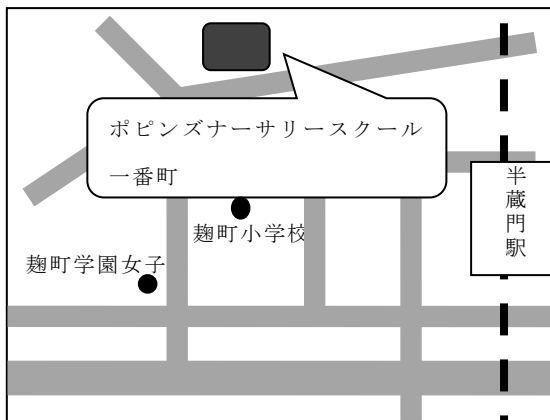 ポピンズナーサリースクール
一番町
半蔵門駅
麹町小学校
麹町学園女子